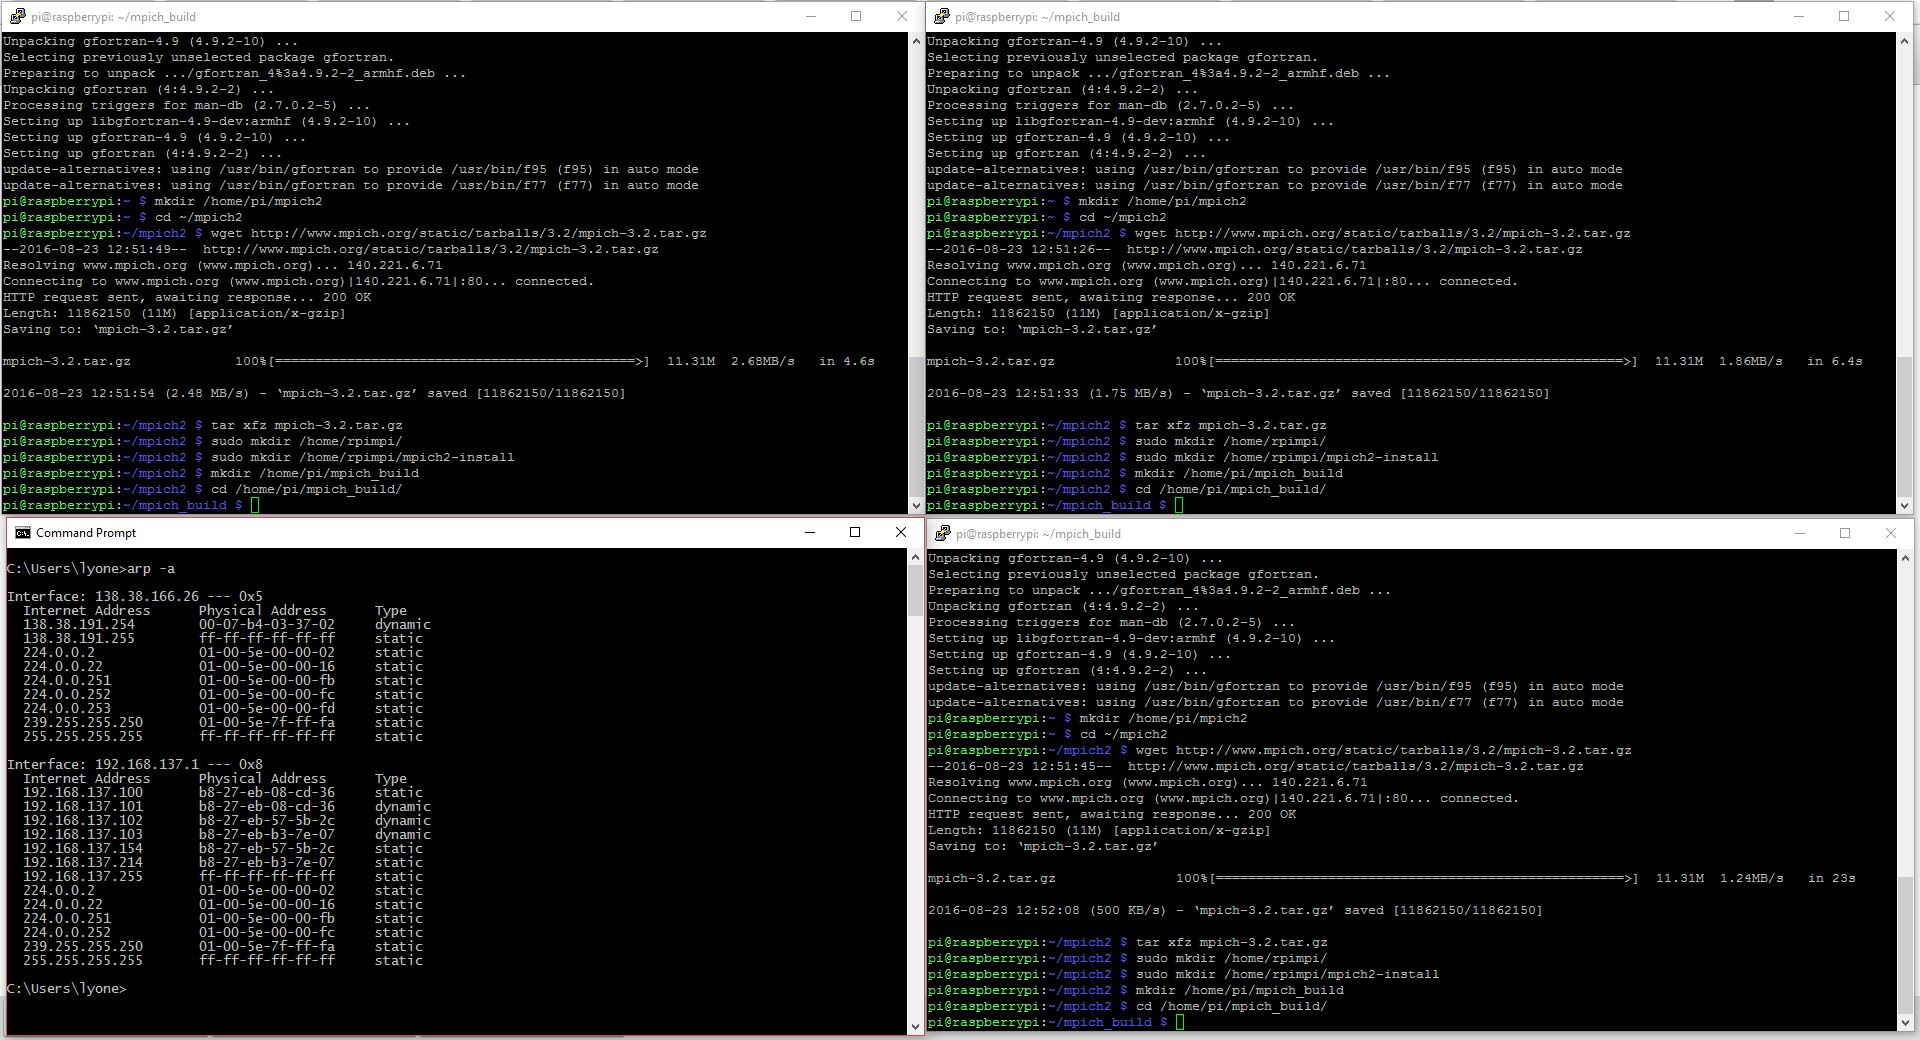 pi@raspberrypi: ~/mpich_build
Unpacking gfortran-4.9 (4.9.2-10) ...
Selecting previously unselected package gfortran.
Preparing to unpack .../gfortran_4%3a4.9.2-2_armhf.deb ...
Unpacking gfortran (4:4.9.2-2) ...
Processing triggers for man-db (2.7.0.2-5) ...
Setting up libgfortran-4.9-dev:armhf (4.9.2-10) ...
Setting up gfortran-4.9 (4.9.2-10) ...
Setting up gfortran (4:4.9.2-2) ...
update-alternatives: using /usr/bin/gfortran to provide /usr/bin/f95 (f95) in auto mode
update-alternatives: using /usr/bin/gfortran to provide /usr/bin/f77 (f77) in auto mode
pi@raspberrypi:~ $ mkdir /home/pi/mpich2
pi@raspberrypi:~ $ cd ~/mpich2
pi@raspberrypi:~/mpich2 $ wget http://www.mpich.org/static/tarballs/3.2/mpich-3.2.tar.gz
--2016-08-23 12:51:49--  http://www.mpich.org/static/tarballs/3.2/mpich-3.2.tar.gz
Resolving www.mpich.org (www.mpich.org)... 140.221.6.71
Connecting to www.mpich.org (www.mpich.org)|140.221.6.71|:80... connected.
HTTP request sent, awaiting response... 200 OK
Length: 11862150 (11M) [application/x-gzip]
Saving to: ‘mpich-3.2.tar.gz’
mpich-3.2.tar.gz             100%[=============================================>]  11.31M  2.68MB/s   in 4.6s
2016-08-23 12:51:54 (2.48 MB/s) - ‘mpich-3.2.tar.gz’ saved [11862150/11862150]
pi@raspberrypi:~/mpich2 $ tar xfz mpich-3.2.tar.gz
pi@raspberrypi:~/mpich2 $ sudo mkdir /home/rpimpi/
pi@raspberrypi:~/mpich2 $ sudo mkdir /home/rpimpi/mpich2-install
pi@raspberrypi:~/mpich2 $ mkdir /home/pi/mpich_build
pi@raspberrypi:~/mpich2 $ cd /home/pi/mpich_build/
pi@raspberrypi:~/mpich_build $
pi@raspberrypi: ~/mpich_build
Unpacking gfortran-4.9 (4.9.2-10) ...
Selecting previously unselected package gfortran.
Preparing to unpack .../gfortran_4%3a4.9.2-2_armhf.deb ...
Unpacking gfortran (4:4.9.2-2) ...
Processing triggers for man-db (2.7.0.2-5) ...
Setting up libgfortran-4.9-dev:armhf (4.9.2-10) ...
Setting up gfortran-4.9 (4.9.2-10) ...
Setting up gfortran (4:4.9.2-2) ...
update-alternatives: using /usr/bin/gfortran to provide /usr/bin/f95 (f95) in auto mode
update-alternatives: using /usr/bin/gfortran to provide /usr/bin/f77 (f77) in auto mode
pi@raspberrypi:~ $ mkdir /home/pi/mpich2
pi@raspberrypi:~ $ cd ~/mpich2
pi@raspberrypi:~/mpich2 $ wget http://www.mpich.org/static/tarballs/3.2/mpich-3.2.tar.gz
--2016-08-23 12:51:26--  http://www.mpich.org/static/tarballs/3.2/mpich-3.2.tar.gz
Resolving www.mpich.org (www.mpich.org)... 140.221.6.71
Connecting to www.mpich.org (www.mpich.org)|140.221.6.71|:80... connected.
HTTP request sent, awaiting response... 200 OK
Length: 11862150 (11M) [application/x-gzip]
Saving to: ‘mpich-3.2.tar.gz’
mpich-3.2.tar.gz               100%[===================================================>]  11.31M  1.86MB/s   in 6.4s
2016-08-23 12:51:33 (1.75 MB/s) - ‘mpich-3.2.tar.gz’ saved [11862150/11862150]
pi@raspberrypi:~/mpich2 $ tar xfz mpich-3.2.tar.gz
pi@raspberrypi:~/mpich2 $ sudo mkdir /home/rpimpi/
pi@raspberrypi:~/mpich2 $ sudo mkdir /home/rpimpi/mpich2-install
pi@raspberrypi:~/mpich2 $ mkdir /home/pi/mpich_build
pi@raspberrypi:~/mpich2 $ cd /home/pi/mpich_build/
pi@raspberrypi:~/mpich_build $
Command Prompt
C:\Users\lyone>arp -a
Interface: 138.38.166.26 --- 0x5
  Internet Address      Physical Address      Type
  138.38.191.254        00-07-b4-03-37-02     dynamic
  138.38.191.255        ff-ff-ff-ff-ff-ff     static
  224.0.0.2             01-00-5e-00-00-02     static
  224.0.0.22            01-00-5e-00-00-16     static
  224.0.0.251           01-00-5e-00-00-fb     static
  224.0.0.252           01-00-5e-00-00-fc     static
  224.0.0.253           01-00-5e-00-00-fd     static
  239.255.255.250       01-00-5e-7f-ff-fa     static
  255.255.255.255       ff-ff-ff-ff-ff-ff     static
Interface: 192.168.137.1 --- 0x8
  Internet Address      Physical Address      Type
  192.168.137.100       b8-27-eb-08-cd-36     static
  192.168.137.101       b8-27-eb-08-cd-36     dynamic
  192.168.137.102       b8-27-eb-57-5b-2c     dynamic
  192.168.137.103       b8-27-eb-b3-7e-07     dynamic
  192.168.137.154       b8-27-eb-57-5b-2c     static
  192.168.137.214       b8-27-eb-b3-7e-07     static
  192.168.137.255       ff-ff-ff-ff-ff-ff     static
  224.0.0.2             01-00-5e-00-00-02     static
  224.0.0.22            01-00-5e-00-00-16     static
  224.0.0.251           01-00-5e-00-00-fb     static
  224.0.0.252           01-00-5e-00-00-fc     static
  239.255.255.250       01-00-5e-7f-ff-fa     static
  255.255.255.255       ff-ff-ff-ff-ff-ff     static
C:\Users\lyone>
pi@raspberrypi: ~/mpich_build
Unpacking gfortran-4.9 (4.9.2-10) ...
Selecting previously unselected package gfortran.
Preparing to unpack .../gfortran_4%3a4.9.2-2_armhf.deb ...
Unpacking gfortran (4:4.9.2-2) ...
Processing triggers for man-db (2.7.0.2-5) ...
Setting up libgfortran-4.9-dev:armhf (4.9.2-10) ...
Setting up gfortran-4.9 (4.9.2-10) ...
Setting up gfortran (4:4.9.2-2) ...
update-alternatives: using /usr/bin/gfortran to provide /usr/bin/f95 (f95) in auto mode
update-alternatives: using /usr/bin/gfortran to provide /usr/bin/f77 (f77) in auto mode
pi@raspberrypi:~ $ mkdir /home/pi/mpich2
pi@raspberrypi:~ $ cd ~/mpich2
pi@raspberrypi:~/mpich2 $ wget http://www.mpich.org/static/tarballs/3.2/mpich-3.2.tar.gz
--2016-08-23 12:51:45--  http://www.mpich.org/static/tarballs/3.2/mpich-3.2.tar.gz
Resolving www.mpich.org (www.mpich.org)... 140.221.6.71
Connecting to www.mpich.org (www.mpich.org)|140.221.6.71|:80... connected.
HTTP request sent, awaiting response... 200 OK
Length: 11862150 (11M) [application/x-gzip]
Saving to: ‘mpich-3.2.tar.gz’
mpich-3.2.tar.gz               100%[===================================================>]  11.31M  1.24MB/s   in 23s
2016-08-23 12:52:08 (500 KB/s) - ‘mpich-3.2.tar.gz’ saved [11862150/11862150]
pi@raspberrypi:~/mpich2 $ tar xfz mpich-3.2.tar.gz
pi@raspberrypi:~/mpich2 $ sudo mkdir /home/rpimpi/
pi@raspberrypi:~/mpich2 $ sudo mkdir /home/rpimpi/mpich2-install
pi@raspberrypi:~/mpich2 $ mkdir /home/pi/mpich_build
pi@raspberrypi:~/mpich2 $ cd /home/pi/mpich_build/
pi@raspberrypi:~/mpich_build $